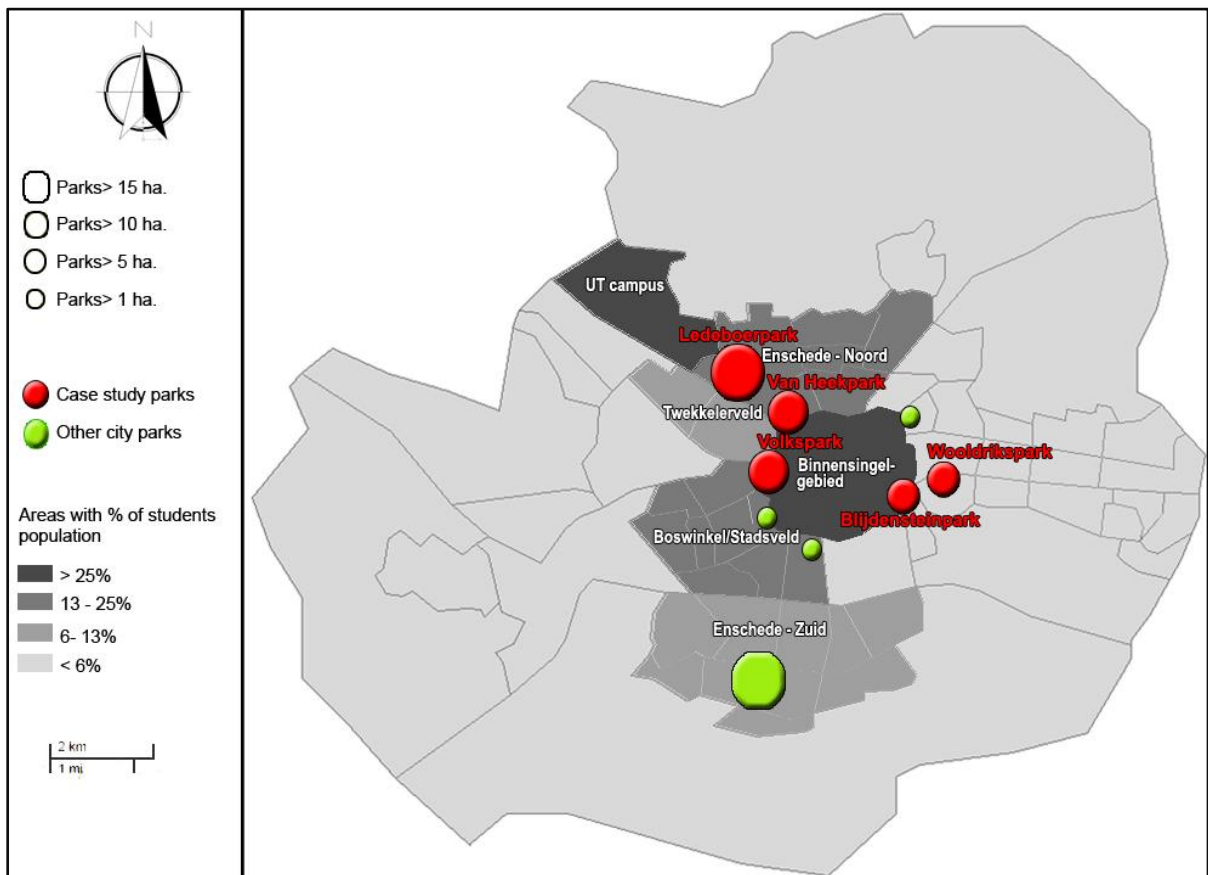 N
Parks> 15 ha.
Parks> 10 ha.
Parks> 5 ha.
Parks> 1 ha.
Case study parks
Other city parks
Areas with % of students
population
> 25%
13 - 25%
6- 13%
< 6%
2 km
1 mi
UT campus
Ledeboerpark
Enschede - Noord
Van Heekpark
Twekkelerveld
Volkspark
Binnensingel-
gebied
Wooldrikspark
Blijdensteinpark
Boswinkel/Stadsveld
Enschede - Zuid